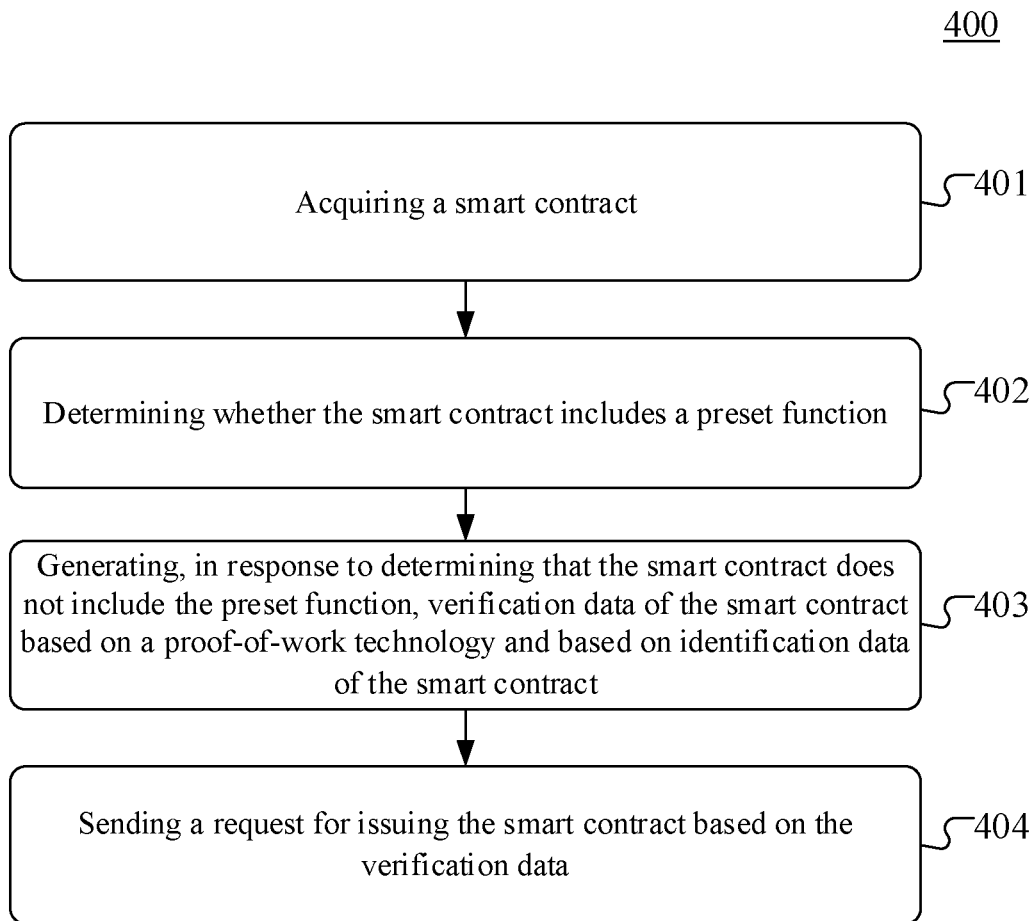 400
Acquiring a smart contract
401
Determining whether the smart contract includes a preset function
402
Generating, in response to determining that the smart contract does
not include the preset function, verification data of the smart contract
based on a proof-of-work technology and based on identification data
of the smart contract
403
Sending a request for issuing the smart contract based on the
verification data
404